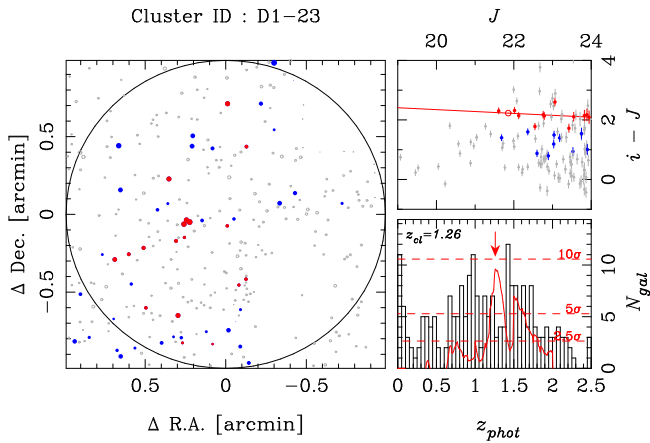 Cluster ID : D1−23
J
20 22 24
0.5
0
−0.5
0.5 0 −0.5
Δ Dec. [arcmin]
Δ R.A. [arcmin]
4
2
0
i − J
z_cl=1.26
10σ
5σ
2.5σ
10
5
0
N_gal
0 0.5 1 1.5 2 2.5
z_phot